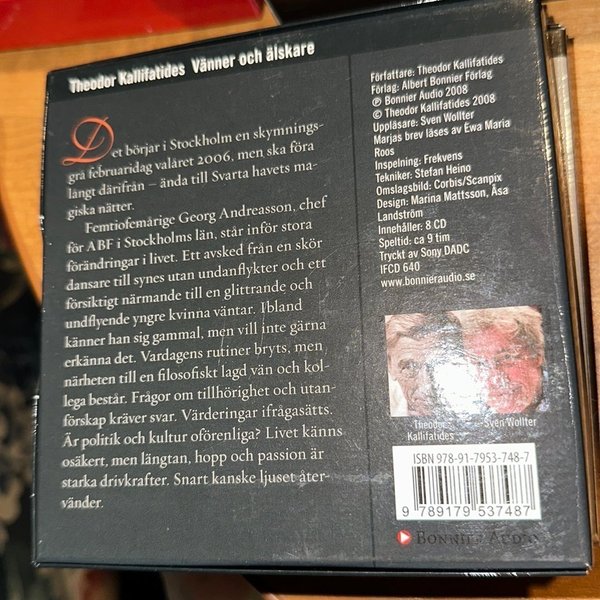 Theodor Kallifatides Vänner och älskare
Det börjar i Stockholm en skymnings-
grå februaridag valåret 2006, men ska föra
långt därifrån – ända till Svarta havets ma-
giska nätter.
Femtiofemårige Georg Andreasson, chef
för ABF i Stockholms län, står inför stora
förändringar i livet. Ett avsked från en skör
dansare till synes utan undanflykter och ett
försiktigt närmande till en glittrande och
undflyende yngre kvinna väntar. Ibland
känner han sig gammal, men vill inte gärna
erkänna det. Vardagens rutiner bryts, men
närheten till en filosofiskt lagd vän och kol-
lega består. Frågor om tillhörighet och utan-
förskap kräver svar. Värderingar ifrågasätts.
Är politik och kultur oförenliga? Livet känns
osäkert, men längtan, hopp och passion är
starka drivkrafter. Snart kanske ljuset åter-
vänder.
Författare: Theodor Kallifatides
Förlag: Albert Bonnier Förlag
℗ Bonnier Audio 2008
© Theodor Kallifatides 2008
Uppläsare: Sven Wollter
Marjas brev läses av Ewa Maria
Roos
Inspelning: Frekvens
Tekniker: Stefan Heino
Omslagsbild: Corbis/Scanpix
Design: Marina Mattsson, Åsa
Landström
Innehåller: 8 CD
Speltid: ca 9 tim
Tryckt av Sony DADC
IFCD 640
www.bonnieraudio.se
Theodor
Kallifatides
Sven Wollter
ISBN 978-91-7953-748-7
9 789179 537487
Bonnier Audio